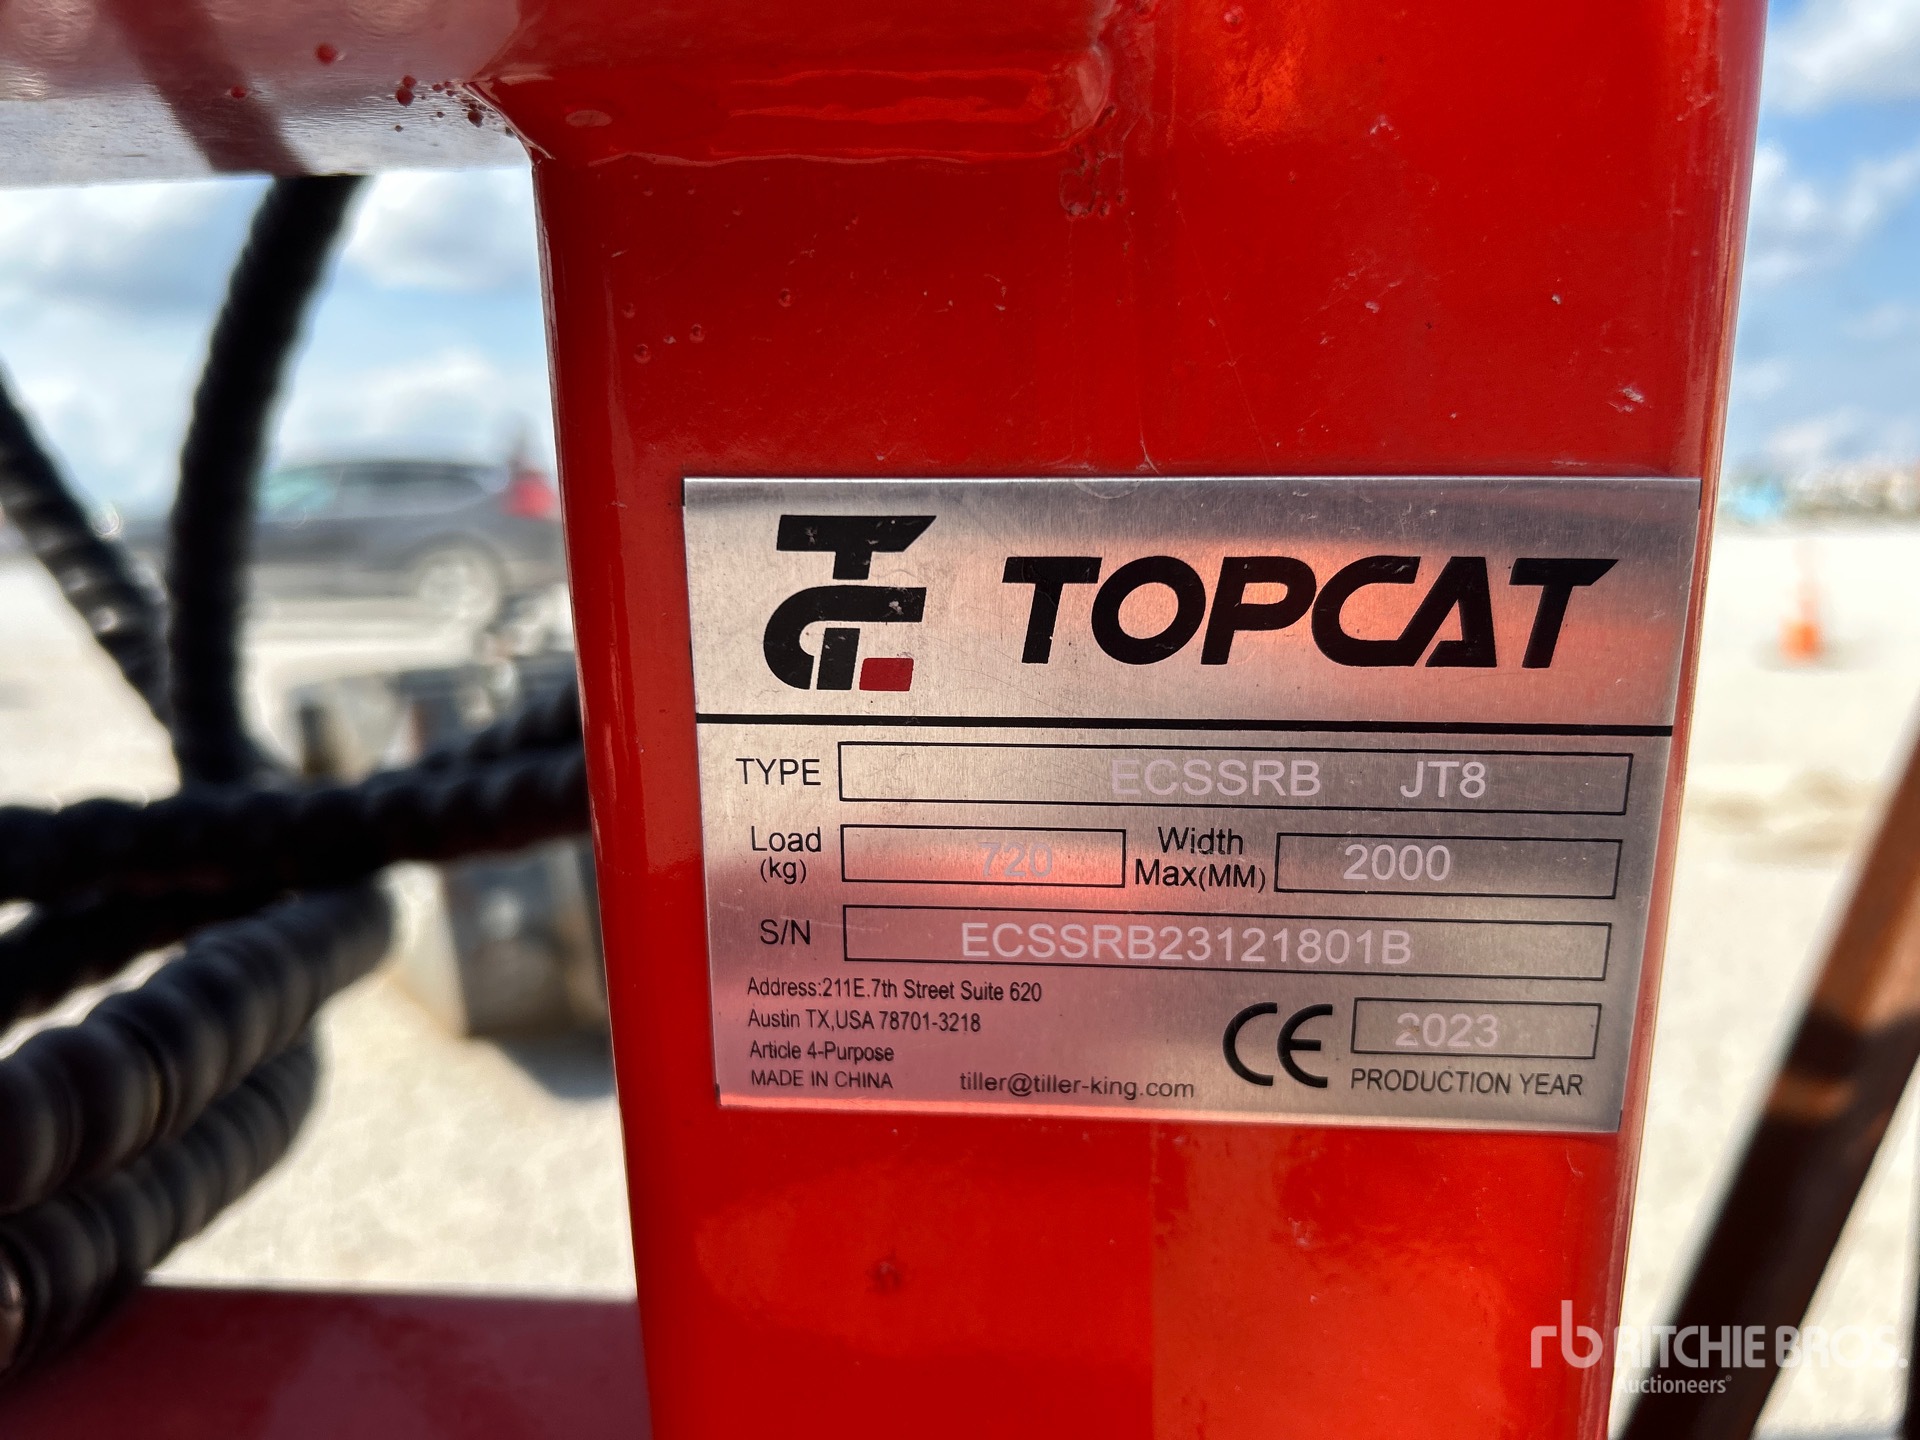 TOPCAT
TYPE ECSSRB JT8
Load (kg) 720 Width Max(MM) 2000
S/N ECSSRB23121801B
Address:211E.7th Street Suite 620
Austin TX,USA 78701-3218
Article 4-Purpose
MADE IN CHINA tiller@tiller-king.com
CE 2023
PRODUCTION YEAR
rb RITCHIE BROS.
Auctioneers®